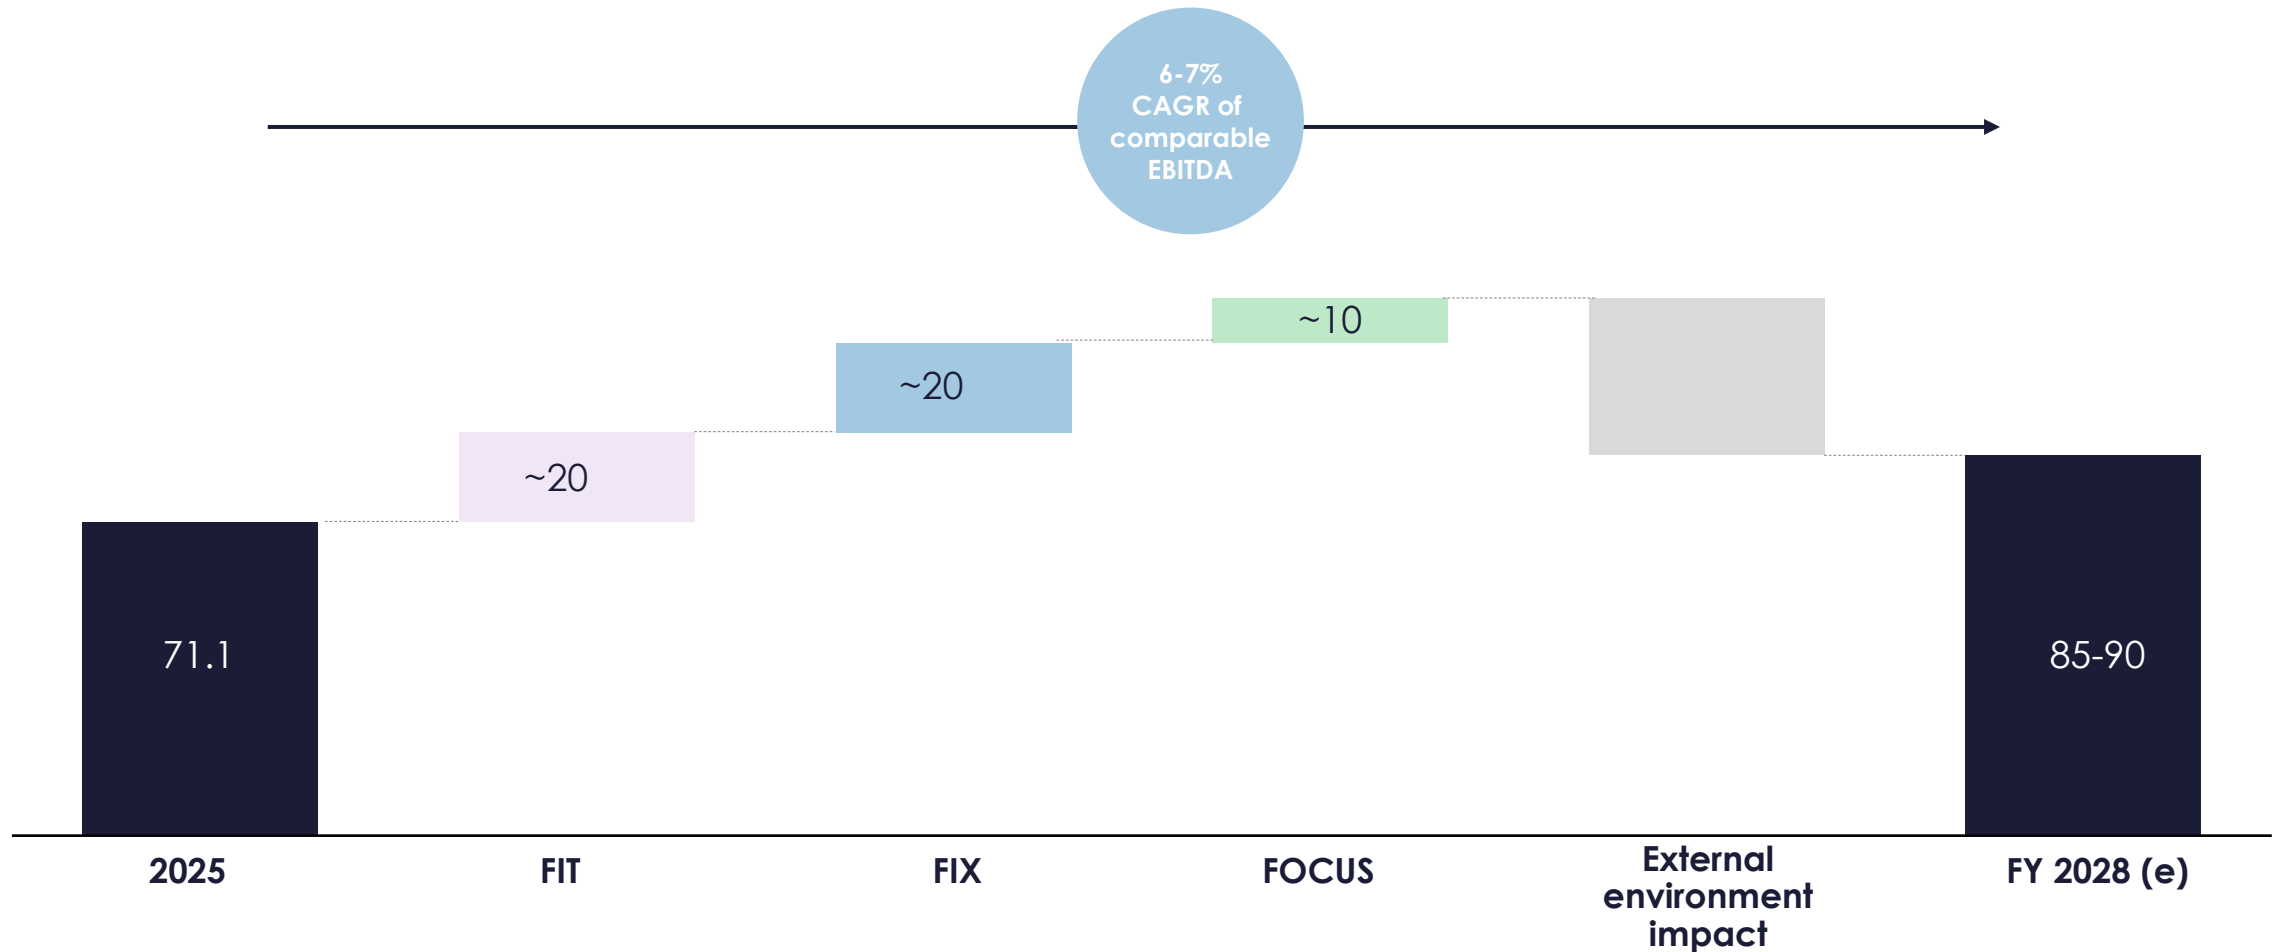 6-7%
CAGR of
comparable
EBITDA
~10
~20
~20
71.1
85-90
2025
FIT
FIX
FOCUS
External
environment
impact
FY 2028 (e)